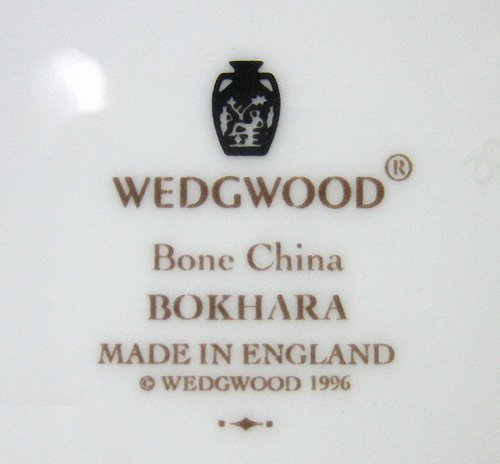 WEDGWOOD®
Bone China
BOKHARA
MADE IN ENGLAND
© WEDGWOOD 1996